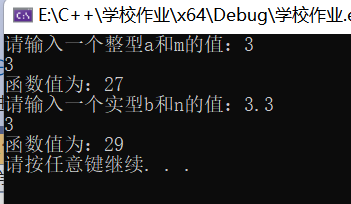 E:\C++\学校作业\x64\Debug\学校作业.e
请输入一个整型a和m的值：3
3
函数值为：27
请输入一个实型b和n的值：3.3
3
函数值为：29
请按任意键继续. . .